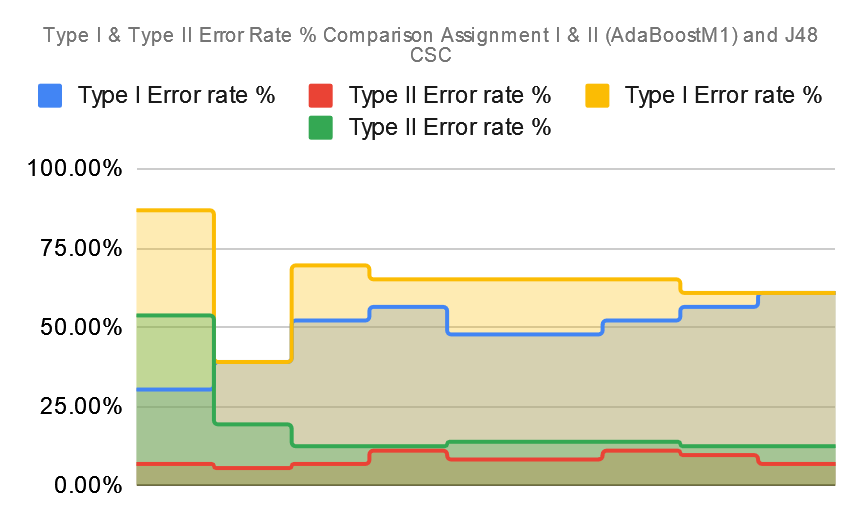 Type I & Type II Error Rate % Comparison Assignment I & II (AdaBoostM1) and J48
CSC
Type I Error rate % Type II Error rate % Type I Error rate %
Type II Error rate %
100.00%
75.00%
50.00%
25.00%
0.00%